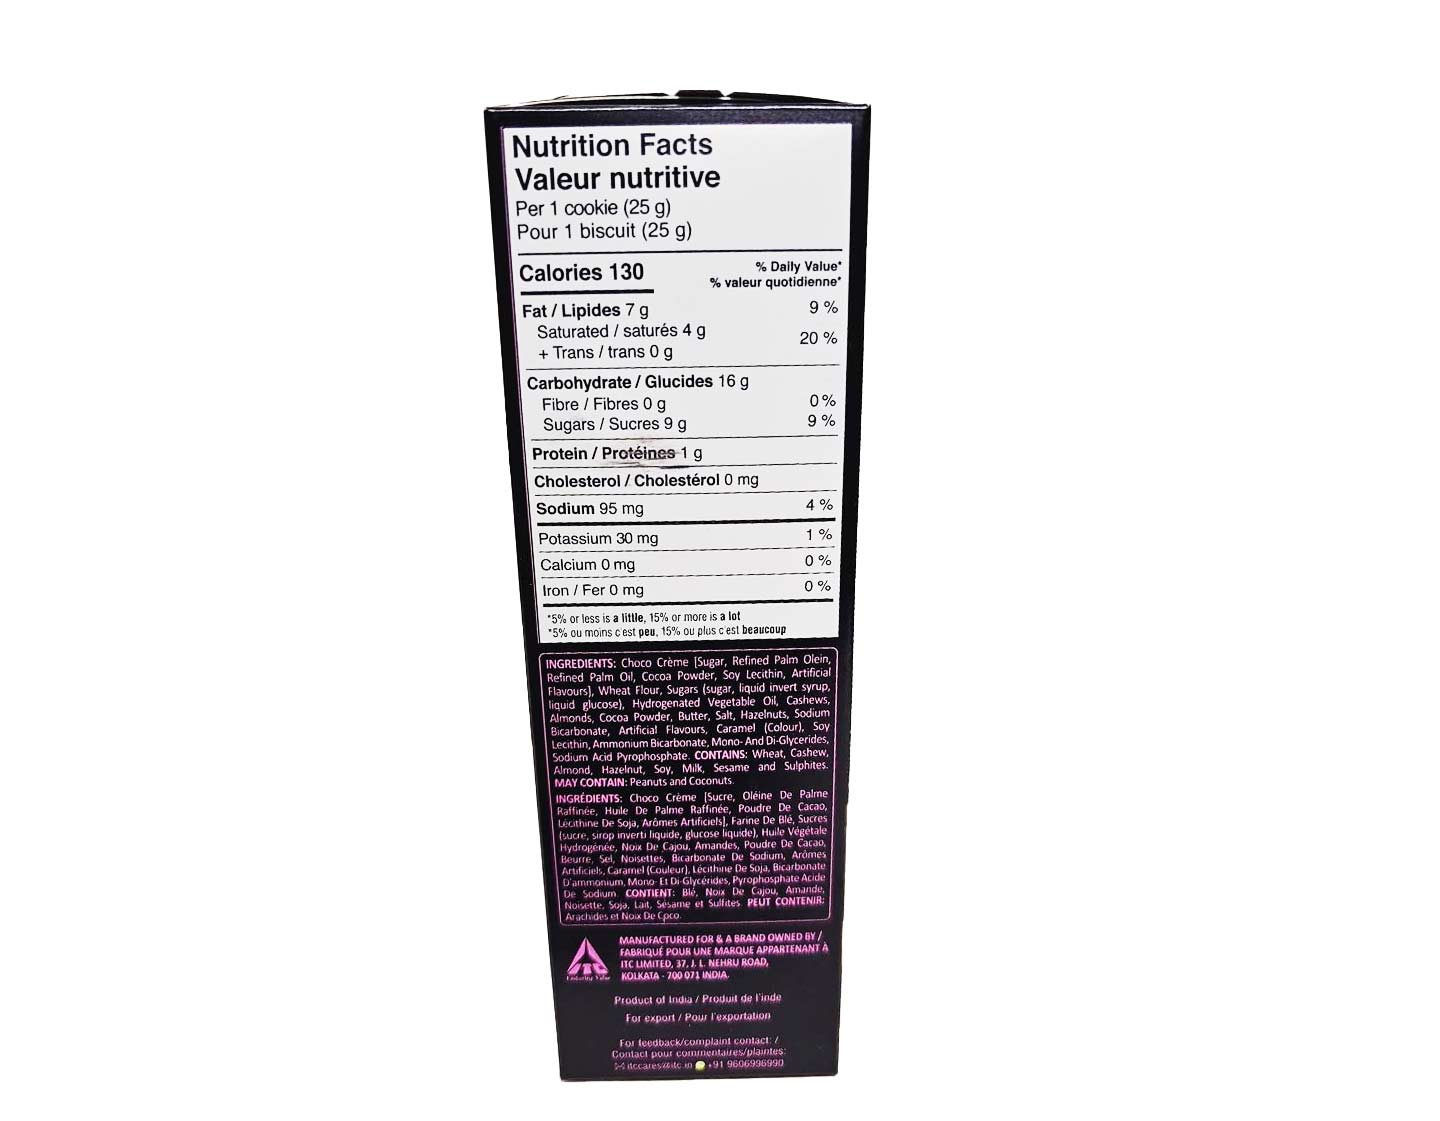 Nutrition Facts
Valeur nutritive
Per 1 cookie (25 g)
Pour 1 biscuit (25 g)
Calories 130
% Daily Value*
% valeur quotidienne*
Fat / Lipides 7 g 9 %
Saturated / saturés 4 g
+ Trans / trans 0 g 20 %
Carbohydrate / Glucides 16 g
Fibre / Fibres 0 g 0 %
Sugars / Sucres 9 g 9 %
Protein / Protéines 1 g
Cholesterol / Cholestérol 0 mg
Sodium 95 mg 4 %
Potassium 30 mg 1 %
Calcium 0 mg 0 %
Iron / Fer 0 mg 0 %
*5% or less is a little, 15% or more is a lot
*5% ou moins c'est peu, 15% ou plus c'est beaucoup
INGREDIENTS: Choco Crème [Sugar, Refined Palm Olein,
Refined Palm Oil, Cocoa Powder, Soy Lecithin, Artificial
Flavours], Wheat Flour, Sugars (sugar, liquid invert syrup,
liquid glucose), Hydrogenated Vegetable Oil, Cashews,
Almonds, Cocoa Powder, Butter, Salt, Hazelnuts, Sodium
Bicarbonate, Artificial Flavours, Caramel (Colour), Soy
Lecithin, Ammonium Bicarbonate, Mono- And Di-Glycerides,
Sodium Acid Pyrophosphate. CONTAINS: Wheat, Cashew,
Almond, Hazelnut, Soy, Milk, Sesame and Sulphites.
MAY CONTAIN: Peanuts and Coconuts.
INGRÉDIENTS: Choco Crème [Sucre, Oléine De Palme
Raffinée, Huile De Palme Raffinée, Poudre De Cacao,
Lécithine De Soja, Arômes Artificiels], Farine De Blé, Sucres
(sucre, sirop inverti liquide, glucose liquide), Huile Végétale
Hydrogénée, Noix De Cajou, Amandes, Poudre De Cacao,
Beurre, Sel, Noisettes, Bicarbonate De Sodium, Arômes
Artificiels, Caramel (Couleur), Lécithine De Soja, Bicarbonate
D'ammonium, Mono- Et Di-Glycérides, Pyrophosphate Acide
De Sodium. CONTIENT: Blé, Noix De Cajou, Amande,
Noisette, Soja, Lait, Sésame et Sulfites. PEUT CONTENIR:
Arachides et Noix De Coco.
ITC
Enduring Value
MANUFACTURED FOR & A BRAND OWNED BY /
FABRIQUÉ POUR UNE MARQUE APPARTENANT À
ITC LIMITED, 37, J. L. NEHRU ROAD,
KOLKATA - 700 071 INDIA.
Product of India / Produit de l'inde
For export / Pour l'exportation
For feedback/complaint contact: /
Contact pour commentaires/plaintes:
itccares@itc.in +91 9606996990